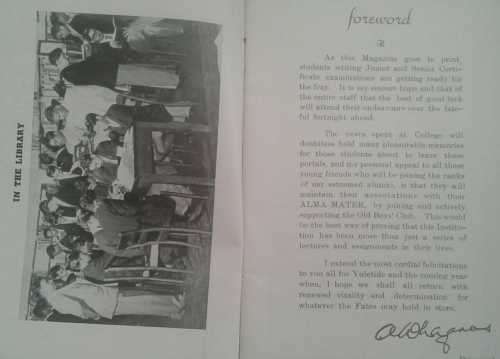 IN THE LIBRARY
foreword
As this Magazine goes to print,
students writing Junior and Senior Certi-
ficate examinations are getting ready for
the fray. It is my sincere hope and that of
the entire staff that the best of good luck
will attend their endeavours over the fate-
ful fortnight ahead.
The years spent at College will
doubtless hold many pleasurable memories
for those students about to leave these
portals, and my personal appeal to all those
young friends who will be joining the ranks
of my esteemed alumni, is that they will
maintain their associations with their
ALMA MATER, by joining and actively
supporting the Old Boys' Club. This would
be the best way of proving that this Institu-
tion has been more than just a series of
lectures and assignments in their lives.
I extend the most cordial felicitations
to you all for Yuletide and the coming year
when, I hope we shall all return with
renewed vitality and determination for
whatever the Fates may hold in store.